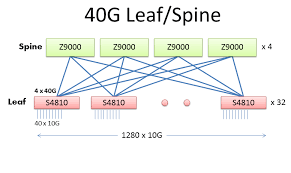 40G Leaf/Spine
Spine Z9000 Z9000 Z9000 Z9000 x 4
4 x 40G
Leaf S4810 S4810 S4810 x 32
40 x 10G
1280 x 10G